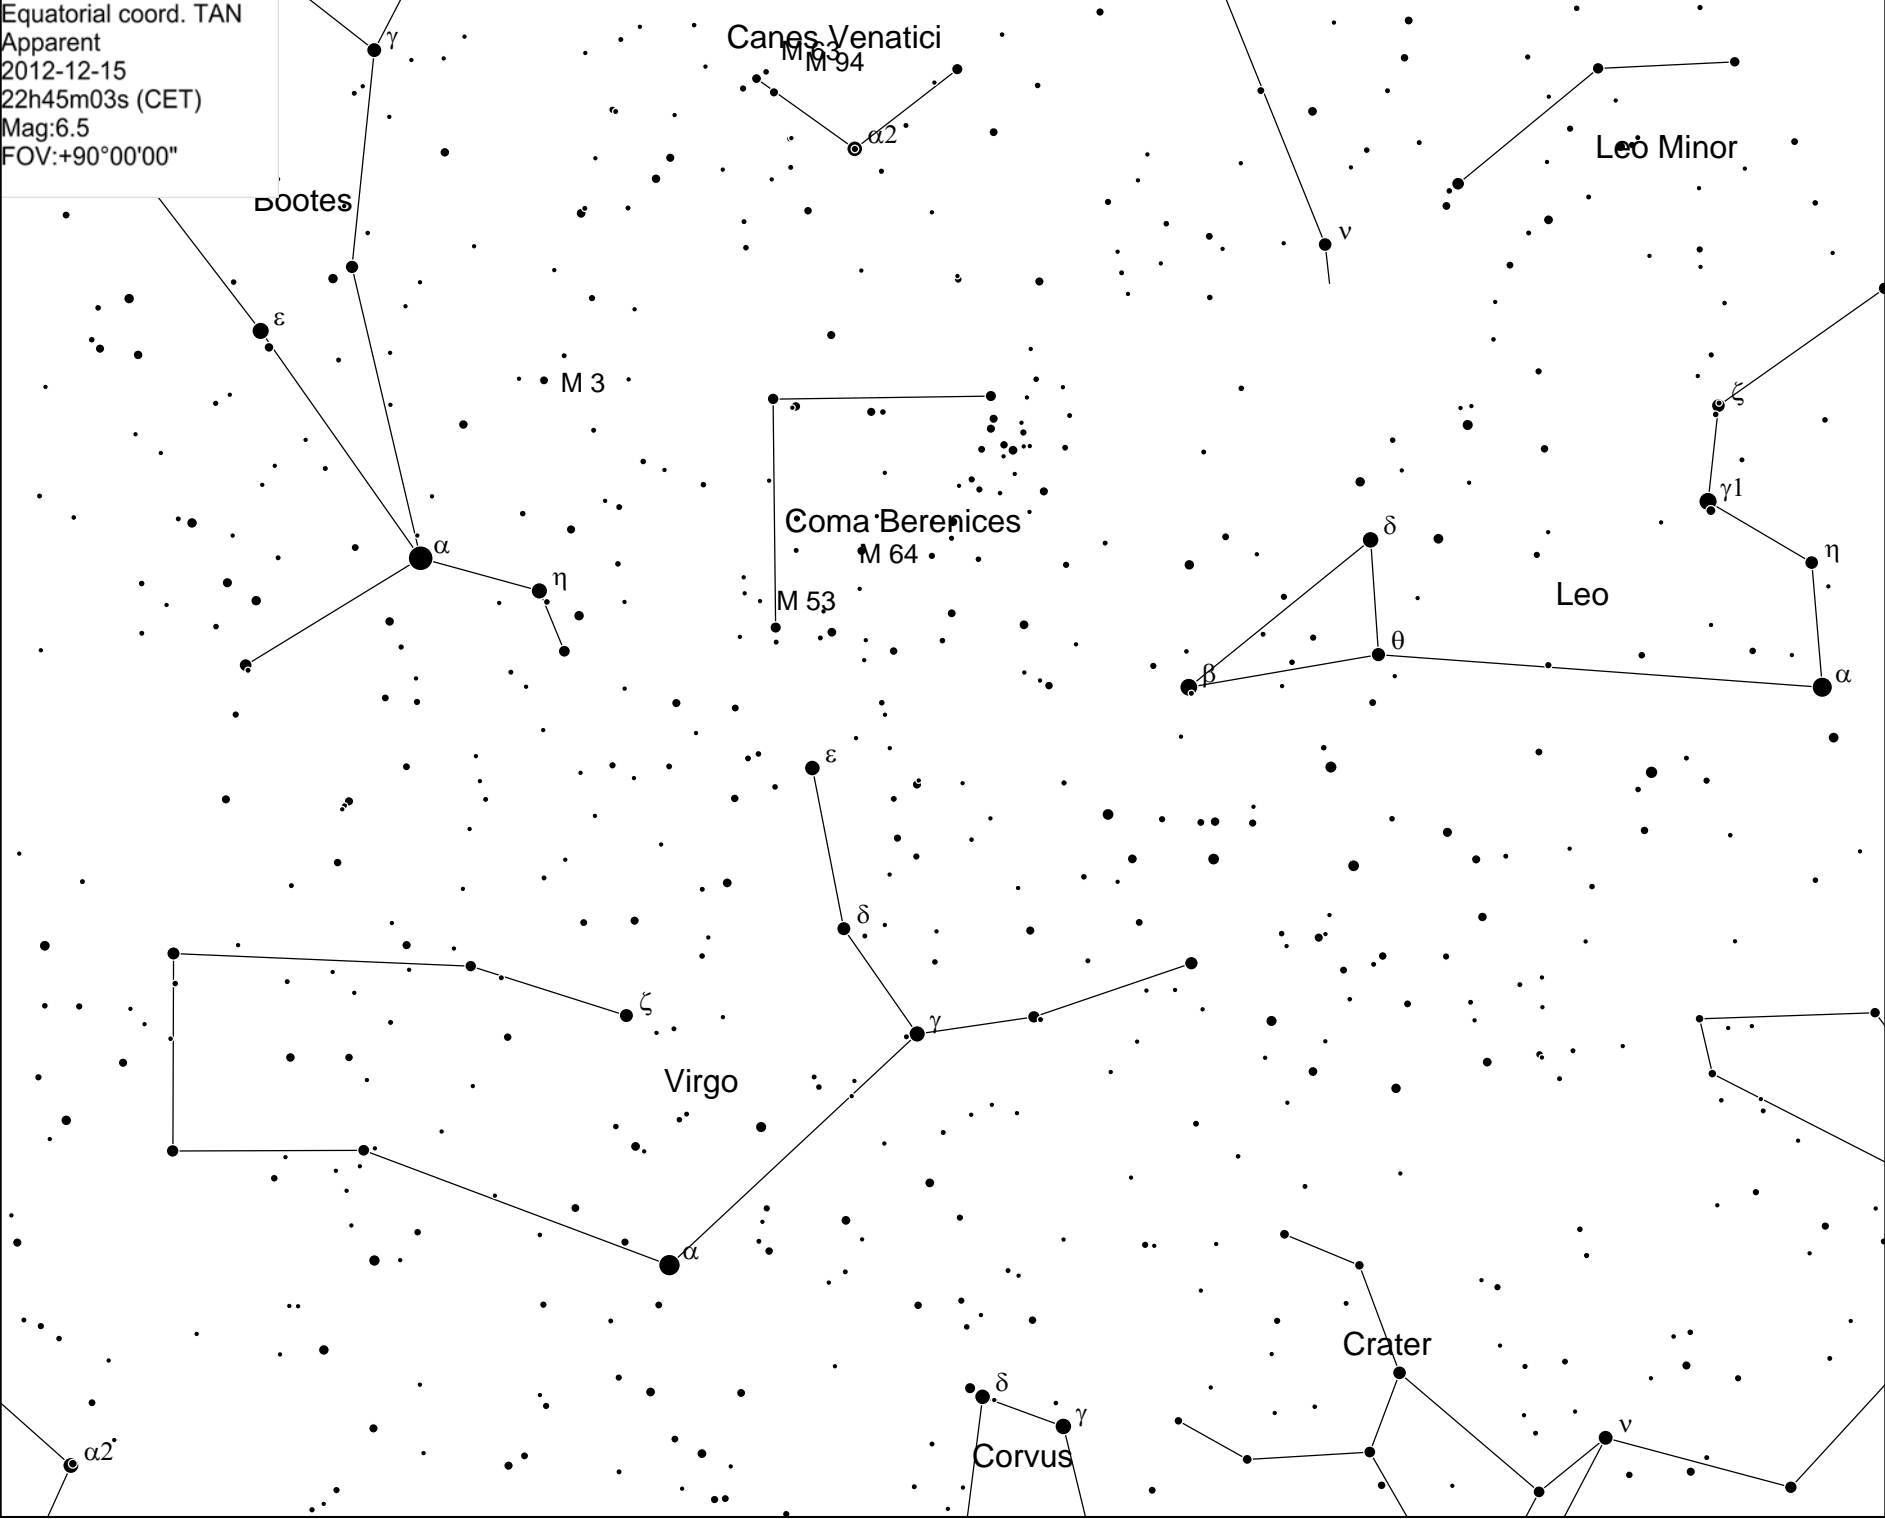 Equatorial coord. TAN
Apparent
2012-12-15
22h45m03s (CET)
Mag:6.5
FOV:+90°00'00"
γ
Canes Venatici
M 63
M 94
α2
Leo Minor
Bootes
ν
ε
M 3
ζ
γ1
Coma Berenices
δ
α
M 64
η
η
Leo
M 53
θ
β
α
ε
δ
ζ
γ
Virgo
α
Crater
δ
γ
ν
α2
Corvus